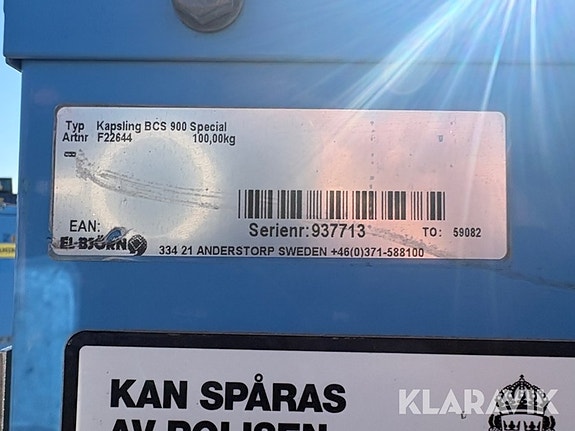 Typ Kapsling BCS 900 Special
Artnr F22644 100,00kg
EAN:
Serienr:937713 TO: 59082
EL-BJÖRN 334 21 ANDERSTORP SWEDEN +46(0)371-588100
KAN SPÅRAS
AV POLISEN
KLARAVIK